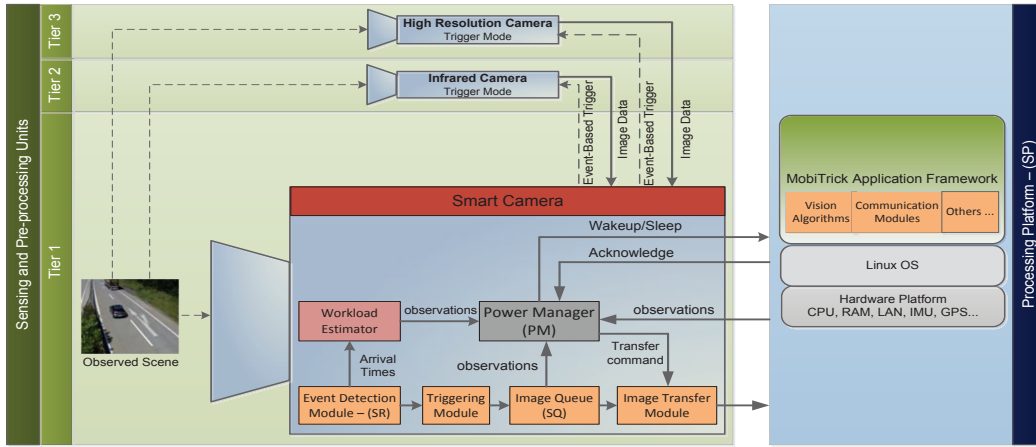 Sensing and Pre-processing Units
Tier 3
Tier 2
Tier 1
High Resolution Camera
Trigger Mode
Infrared Camera
Trigger Mode
Event-Based Trigger
Image Data
Event-Based Trigger
Image Data
Smart Camera
Wakeup/Sleep
Acknowledge
Workload
Estimator
observations
Power Manager
(PM)
observations
Arrival
Times
observations
Transfer
command
Event Detection
Module – (SR)
Triggering
Module
Image Queue
(SQ)
Image Transfer
Module
Observed Scene
MobiTrick Application Framework
Vision
Algorithms
Communication
Modules
Others ...
Linux OS
Hardware Platform
CPU, RAM, LAN, IMU, GPS...
Processing Platform – (SP)